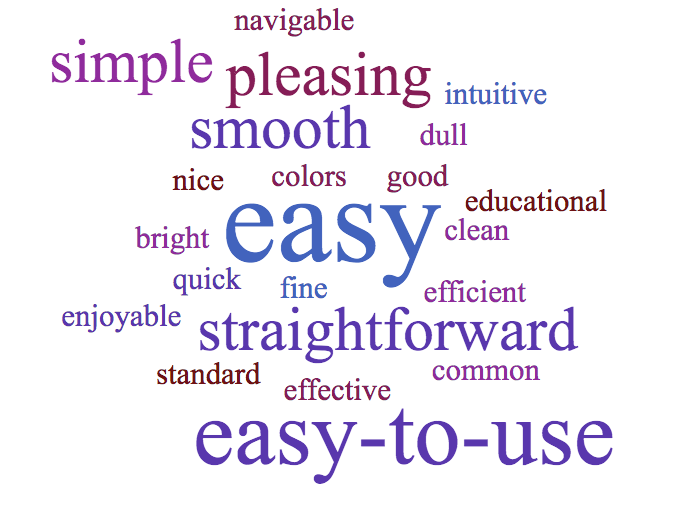 navigable
simple
pleasing
intuitive
smooth
dull
nice
colors
good
educational
easy
clean
bright
quick
fine
efficient
enjoyable
straightforward
standard
effective
common
easy-to-use